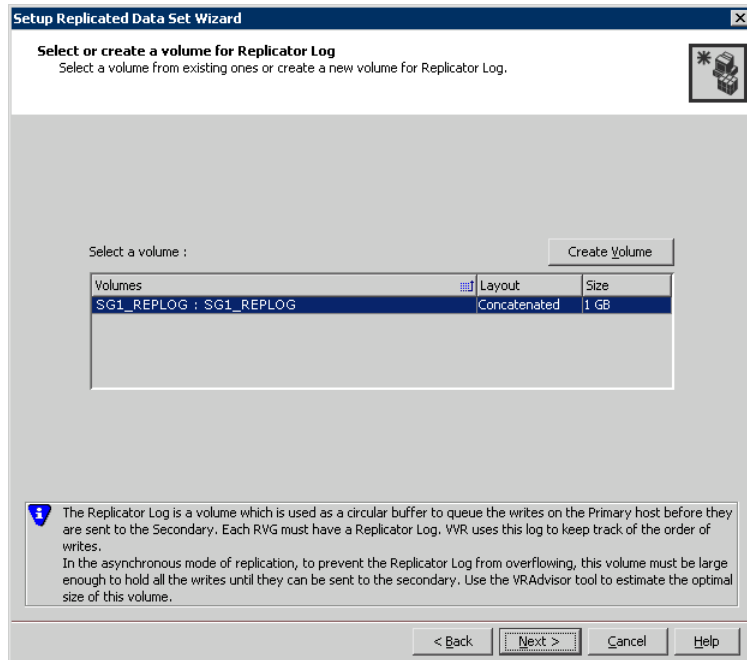 Setup Replicated Data Set Wizard
Select or create a volume for Replicator Log
Select a volume from existing ones or create a new volume for Replicator Log.
Select a volume :
Create Volume
Volumes Layout Size
SG1_REPLOG : SG1_REPLOG Concatenated 1 GB
The Replicator Log is a volume which is used as a circular buffer to queue the writes on the Primary host before they
are sent to the Secondary. Each RVG must have a Replicator Log. VVR uses this log to keep track of the order of
writes.
In the asynchronous mode of replication, to prevent the Replicator Log from overflowing, this volume must be large
enough to hold all the writes until they can be sent to the secondary. Use the VRAdvisor tool to estimate the optimal
size of this volume.
< Back Next > Cancel Help